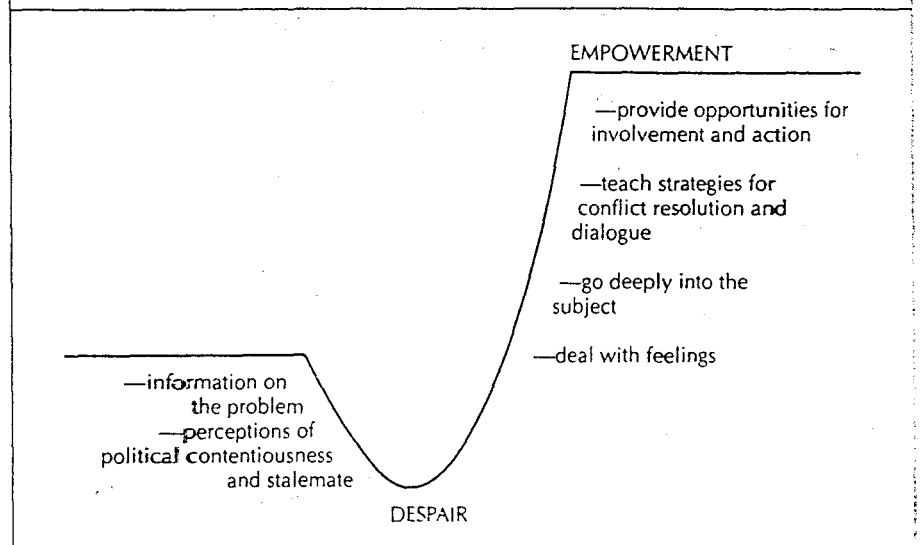 EMPOWERMENT
—provide opportunities for
involvement and action
—teach strategies for
conflict resolution and
dialogue
—go deeply into the
subject
—deal with feelings
—information on
the problem
—perceptions of
political contentiousness
and stalemate
DESPAIR